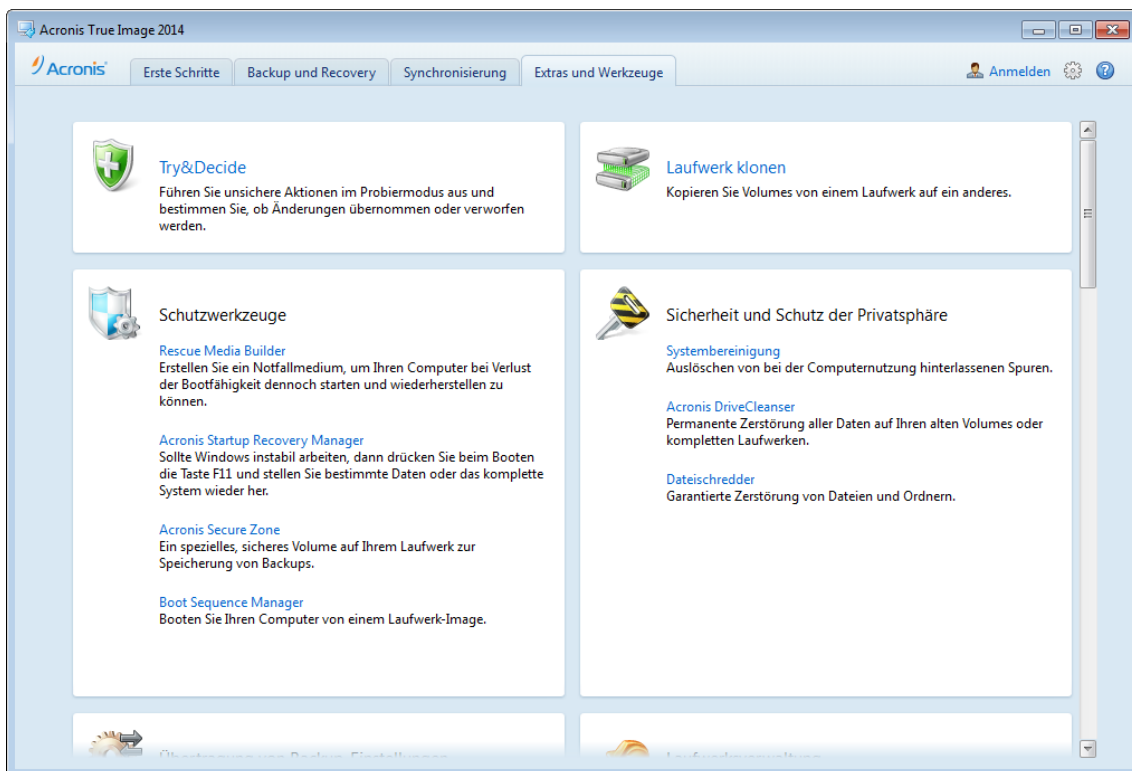 Acronis True Image 2014
Acronis
Erste Schritte
Backup und Recovery
Synchronisierung
Extras und Werkzeuge
Anmelden
?
Try&Decide
Führen Sie unsichere Aktionen im Probiermodus aus und
bestimmen Sie, ob Änderungen übernommen oder verworfen
werden.
Laufwerk klonen
Kopieren Sie Volumes von einem Laufwerk auf ein anderes.
Schutzwerkzeuge
Rescue Media Builder
Erstellen Sie ein Notfallmedium, um Ihren Computer bei Verlust
der Bootfähigkeit dennoch starten und wiederherstellen zu
können.
Acronis Startup Recovery Manager
Sollte Windows instabil arbeiten, dann drücken Sie beim Booten
die Taste F11 und stellen Sie bestimmte Daten oder das komplette
System wieder her.
Acronis Secure Zone
Ein spezielles, sicheres Volume auf Ihrem Laufwerk zur
Speicherung von Backups.
Boot Sequence Manager
Booten Sie Ihren Computer von einem Laufwerk-Image.
Sicherheit und Schutz der Privatsphäre
Systembereinigung
Auslöschen von bei der Computernutzung hinterlassenen Spuren.
Acronis DriveCleanser
Permanente Zerstörung aller Daten auf Ihren alten Volumes oder
kompletten Laufwerken.
Dateischredder
Garantierte Zerstörung von Dateien und Ordnern.
Übertragung von Backup-Einstellungen
Laufwerksverwaltung